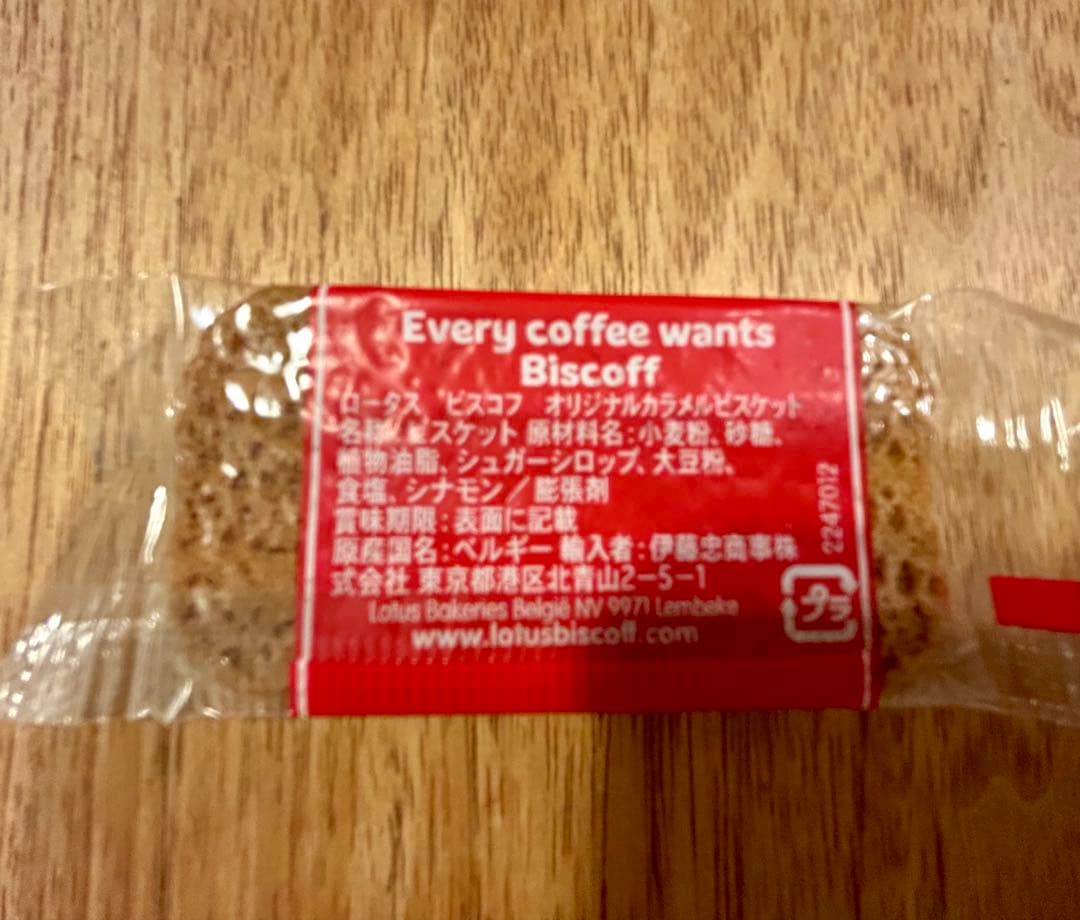 Every coffee wants
Biscoff
ロータス ビスコフ オリジナルカラメルビスケット
名称:ビスケット 原材料名:小麦粉、砂糖、
植物油脂、シュガーシロップ、大豆粉、
食塩、シナモン/膨張剤
賞味期限:表面に記載
原産国名:ベルギー 輸入者:伊藤忠商事株
式会社 東京都港区北青山2-5-1
Lotus Bakeries België NV 9971 Lembeke
www.lotusbiscoff.com
2247012
プラ